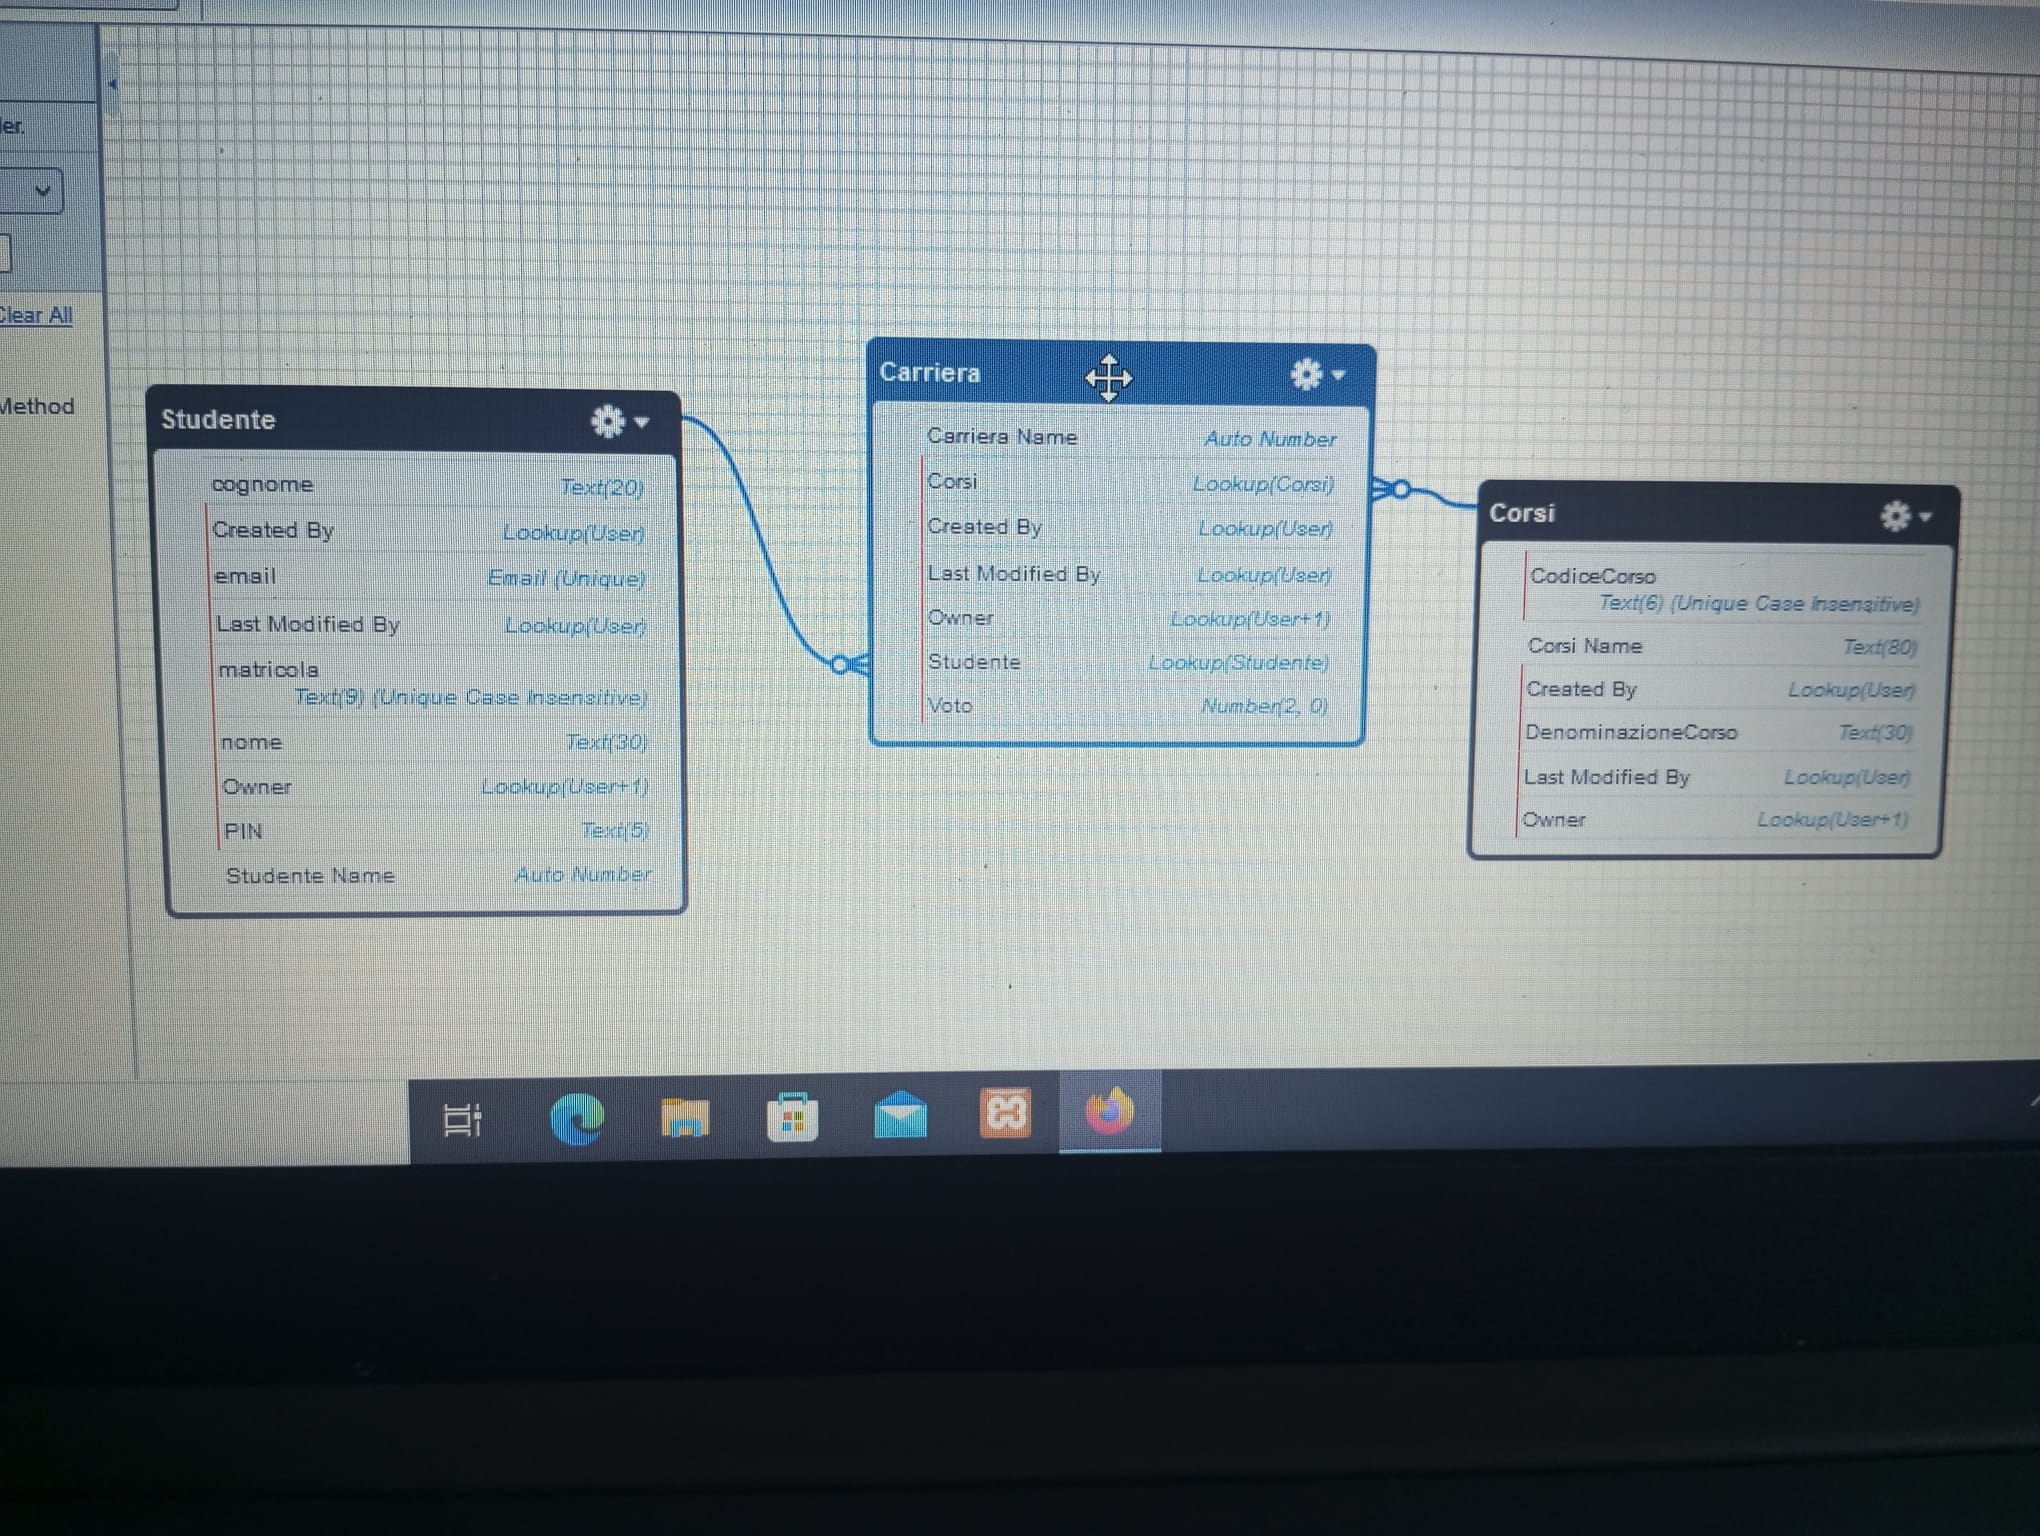 er.
Clear All
Method
Studente
cognome Text(20)
Created By Lookup(User)
email Email (Unique)
Last Modified By Lookup(User)
matricola
Text(9) (Unique Case Insensitive)
nome Text(30)
Owner Lookup(User+1)
PIN Text(5)
Studente Name Auto Number
Carriera
Carriera Name Auto Number
Corsi Lookup(Corsi)
Created By Lookup(User)
Last Modified By Lookup(User)
Owner Lookup(User+1)
Studente Lookup(Studente)
Voto Number(2, 0)
Corsi
CodiceCorso
Text(6) (Unique Case Insensitive)
Corsi Name Text(80)
Created By Lookup(User)
DenominazioneCorso Text(30)
Last Modified By Lookup(User)
Owner Lookup(User+1)